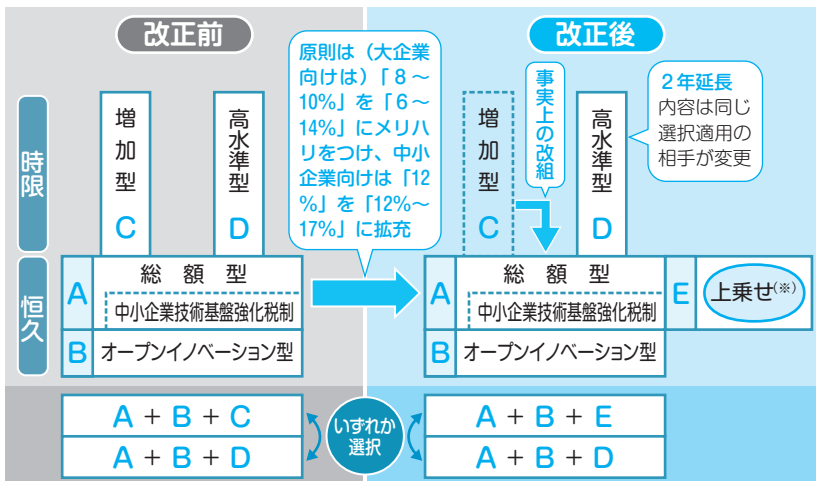 改正前
時限
増加型
C
高水準型
D
恒久
A
総額型
中小企業技術基盤強化税制
B
オープンイノベーション型
A + B + C
A + B + D
原則は(大企業
向けは)「8～
10%」を「6～
14%」にメリハ
リをつけ、中小
企業向けは「12
%」を「12%～
17%」に拡充
いずれか
選択
改正後
増加型
C
事実上の改組
高水準型
D
2年延長
内容は同じ
選択適用の
相手が変更
A
総額型
中小企業技術基盤強化税制
E
上乗せ(※)
B
オープンイノベーション型
A + B + E
A + B + D